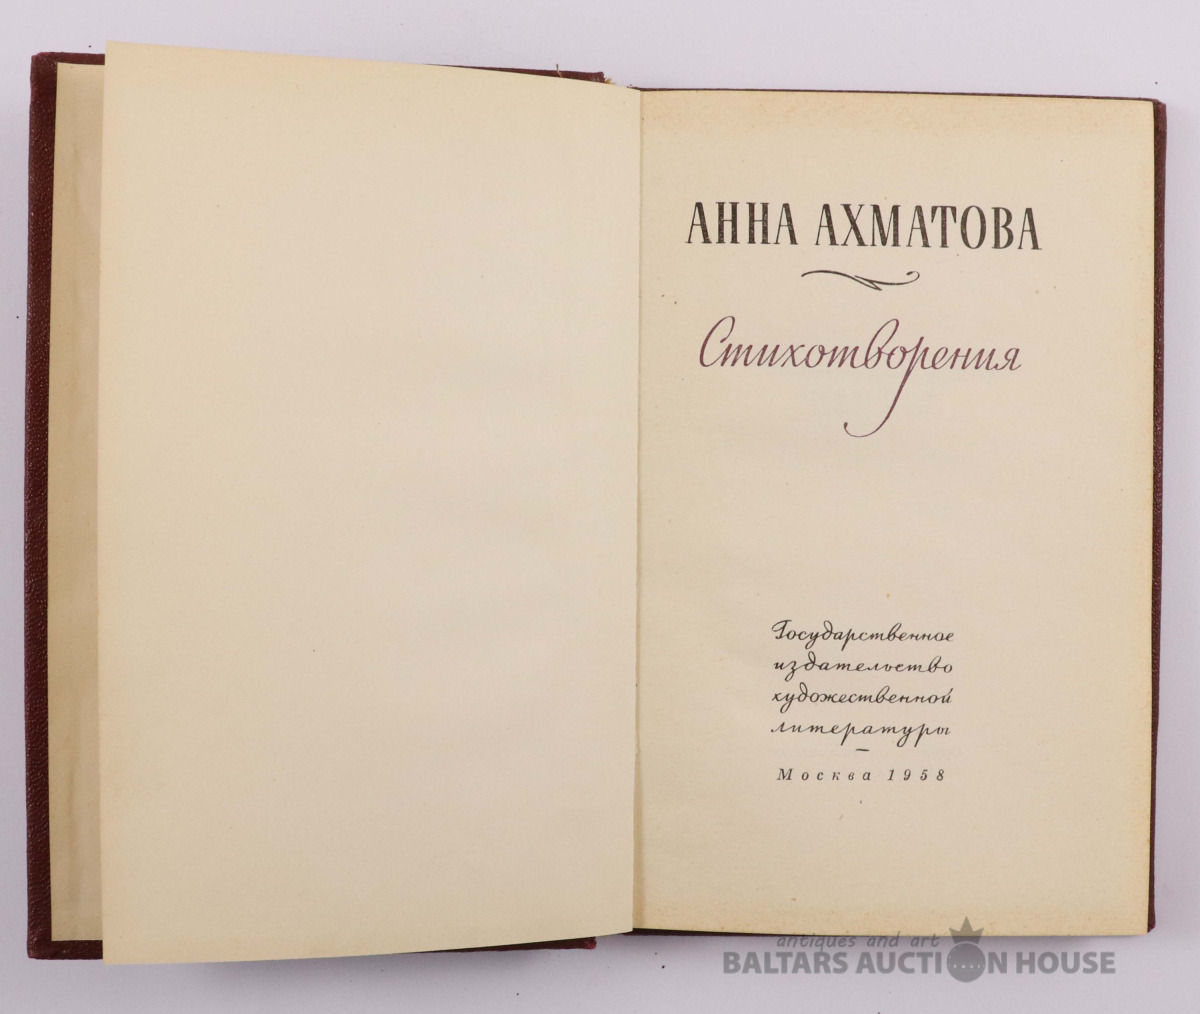 АННА АХМАТОВА
Стихотворения
Государственное
издательство
художественной
литературы
Москва 1958
antiques and art
BALTARS AUCTION HOUSE